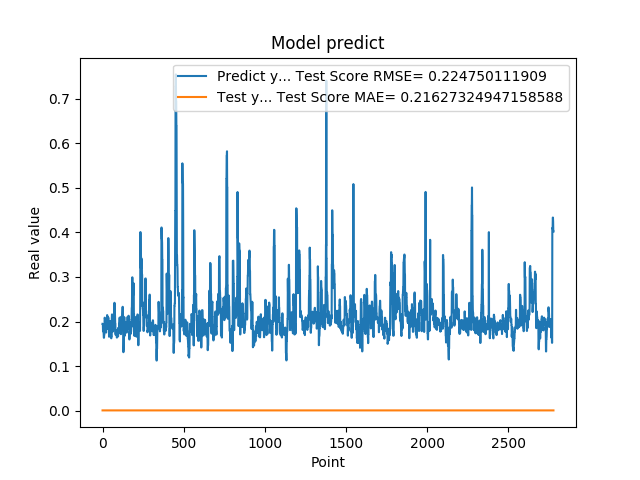 Model predict
Predict y... Test Score RMSE= 0.224750111909
Test y... Test Score MAE= 0.21627324947158588
Real value
0.7
0.6
0.5
0.4
0.3
0.2
0.1
0.0
0 500 1000 1500 2000 2500
Point